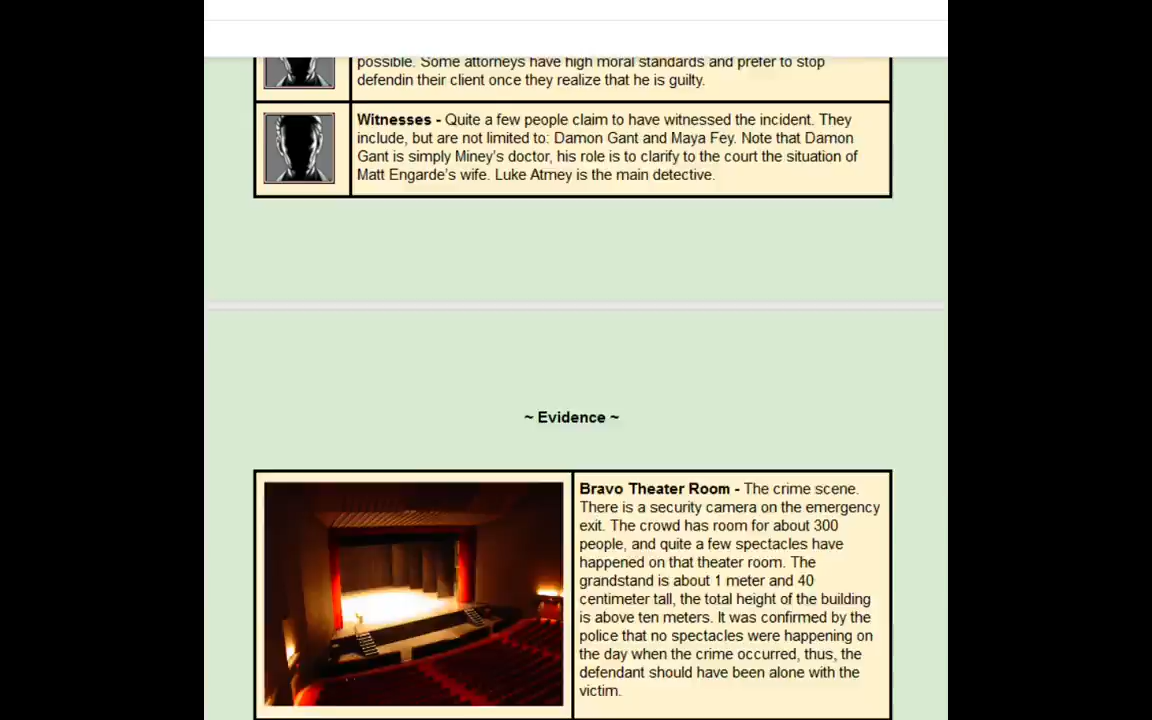 possible. Some attorneys have high moral standards and prefer to stop
defendin their client once they realize that he is guilty.
Witnesses - Quite a few people claim to have witnessed the incident. They
include, but are not limited to: Damon Gant and Maya Fey. Note that Damon
Gant is simply Miney's doctor, his role is to clarify to the court the situation of
Matt Engarde's wife. Luke Atmey is the main detective.
~ Evidence ~
Bravo Theater Room - The crime scene.
There is a security camera on the emergency
exit. The crowd has room for about 300
people, and quite a few spectacles have
happened on that theater room. The
grandstand is about 1 meter and 40
centimeter tall, the total height of the building
is above ten meters. It was confirmed by the
police that no spectacles were happening on
the day when the crime occurred, thus, the
defendant should have been alone with the
victim.